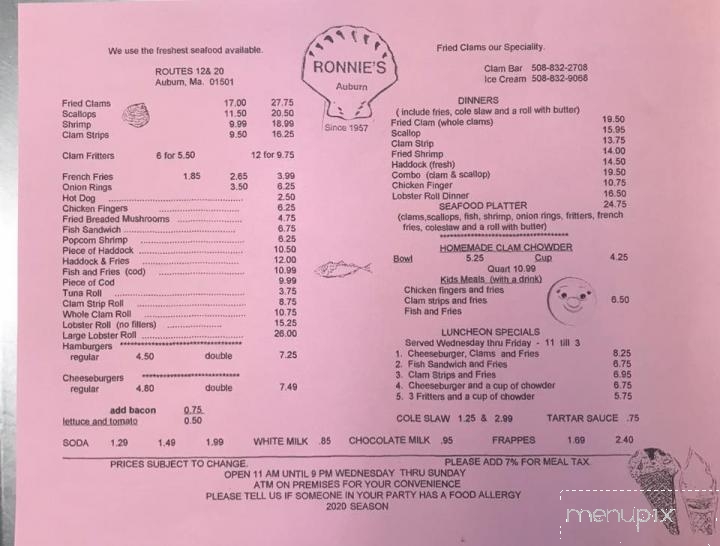 We use the freshest seafood available.
ROUTES 12& 20
Auburn, Ma. 01501
RONNIE'S
Auburn
Since 1957
Fried Clams our Speciality.
Clam Bar 508-832-2708
Ice Cream 508-832-9068
Fried Clams 17.00 27.75
Scallops 11.50 20.50
Shrimp 9.99 18.99
Clam Strips 9.50 16.25
Clam Fritters 6 for 5.50 12 for 9.75
French Fries 1.85 2.65 3.99
Onion Rings 3.50 6.25
Hot Dog 2.50
Chicken Fingers 6.25
Fried Breaded Mushrooms 4.75
Fish Sandwich 6.75
Popcorn Shrimp 6.25
Piece of Haddock 10.50
Haddock & Fries 12.00
Fish and Fries (cod) 10.99
Piece of Cod 9.99
Tuna Roll 3.75
Clam Strip Roll 8.75
Whole Clam Roll 10.75
Lobster Roll (no fillers) 15.25
Large Lobster Roll 26.00
Hamburgers ********************************
regular 4.50 double 7.25
Cheeseburgers **************************
regular 4.80 double 7.49
add bacon 0.75
lettuce and tomato 0.50
DINNERS
( include fries, cole slaw and a roll with butter)
Fried Clam (whole clams) 19.50
Scallop 15.95
Clam Strip 13.75
Fried Shrimp 14.00
Haddock (fresh) 14.50
Combo (clam & scallop) 19.50
Chicken Finger 10.75
Lobster Roll Dinner 16.50
SEAFOOD PLATTER 24.75
(clams,scallops, fish, shrimp, onion rings, fritters, french
fries, coleslaw and a roll with butter)
**************************************
HOMEMADE CLAM CHOWDER
Bowl 5.25 Cup 4.25
Quart 10.99
Kids Meals (with a drink)
Chicken fingers and fries
Clam strips and fries 6.50
Fish and Fries
LUNCHEON SPECIALS
Served Wednesday thru Friday - 11 till 3
1. Cheeseburger, Clams and Fries 8.25
2. Fish Sandwich and Fries 6.75
3. Clam Strips and Fries 6.95
4. Cheeseburger and a cup of chowder 6.75
5. 3 Fritters and a cup of chowder 5.75
COLE SLAW 1.25 & 2.99 TARTAR SAUCE .75
SODA 1.29 1.49 1.99 WHITE MILK .85 CHOCOLATE MILK .95 FRAPPES 1.69 2.40
PRICES SUBJECT TO CHANGE. PLEASE ADD 7% FOR MEAL TAX.
OPEN 11 AM UNTIL 9 PM WEDNESDAY THRU SUNDAY
ATM ON PREMISES FOR YOUR CONVENIENCE
PLEASE TELL US IF SOMEONE IN YOUR PARTY HAS A FOOD ALLERGY
2020 SEASON
menupix